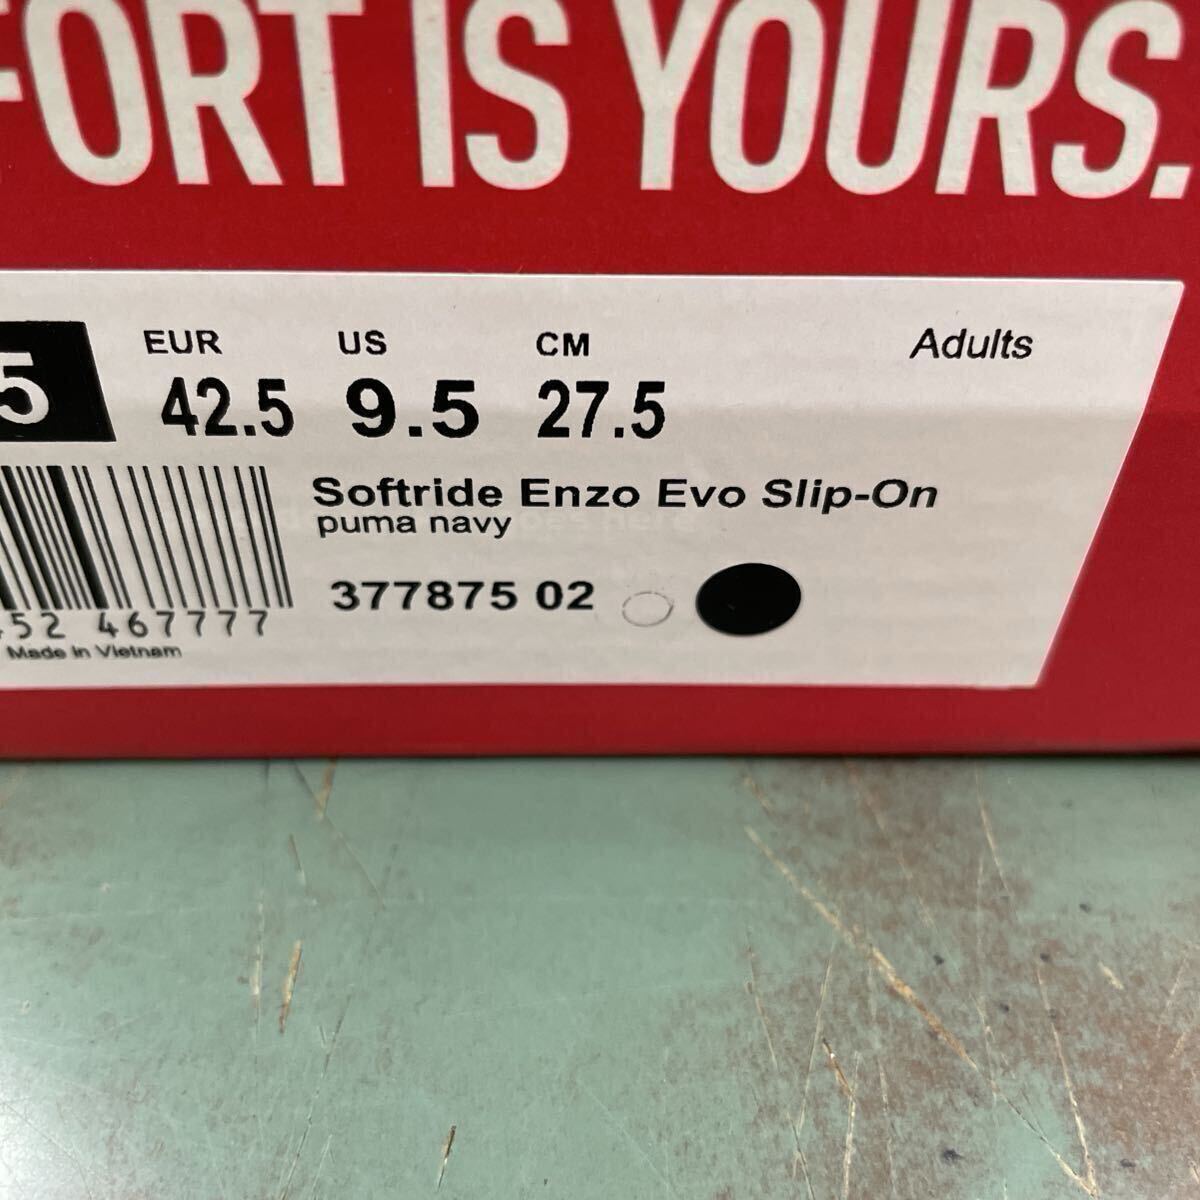 FORT IS YOURS.
EUR US CM Adults
5 42.5 9.5 27.5
Softride Enzo Evo Slip-On
puma navy
377875 02
452 467777
Made in Vietnam